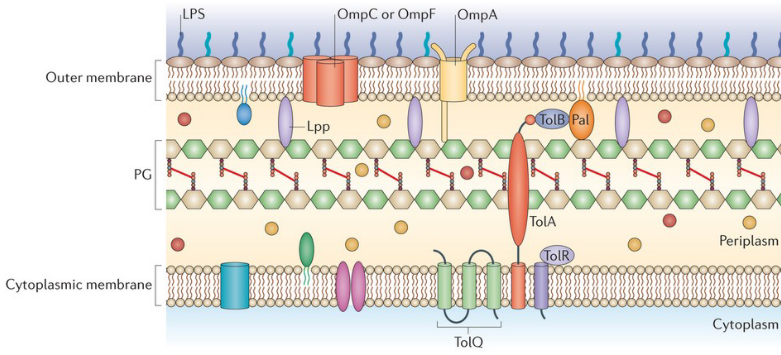 LPS
OmpC or OmpF
OmpA
Outer membrane
TolB
Pal
Lpp
PG
TolA
Periplasm
TolR
Cytoplasmic membrane
Cytoplasm
TolQ